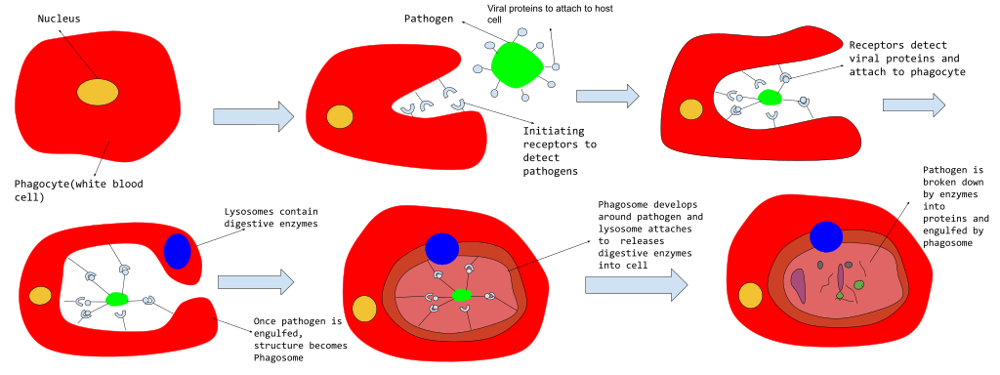 Nucleus
Phagocyte(white blood
cell)
Pathogen
Viral proteins to attach to host
cell
Initiating
receptors to
detect
pathogens
Receptors detect
viral proteins and
attach to phagocyte
Lysosomes contain
digestive enzymes
Once pathogen is
engulfed,
structure becomes
Phagosome
Phagosome develops
around pathogen and
lysosome attaches
to releases
digestive enzymes
into cell
Pathogen is
broken down
by enzymes
into
proteins and
engulfed by
phagosome